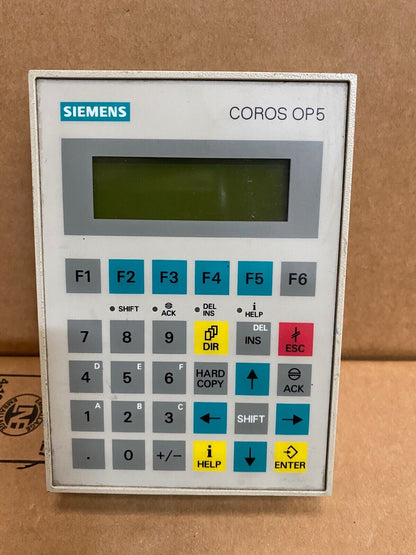 SIEMENS
COROS OP5
F1 F2 F3 F4 F5 F6
SHIFT ACK DEL INS i HELP
7 8 9 DIR DEL INS ESC
4 D 5 E 6 F HARD COPY ACK
1 A 2 B 3 C SHIFT
. 0 +/- i HELP ENTER